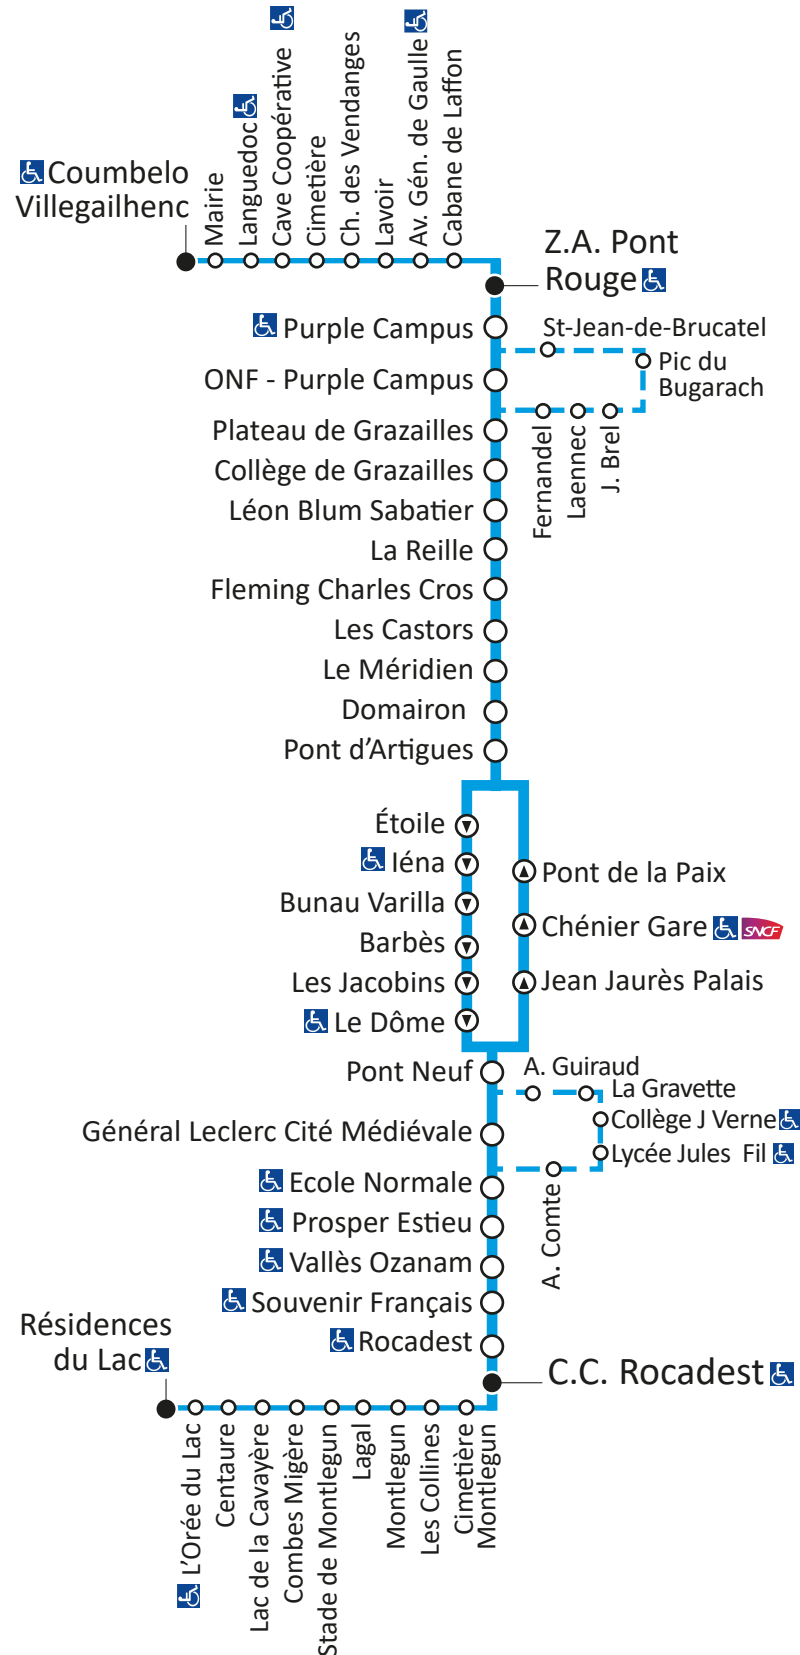 Coumbelo
Villegailhenc
Mairie
Languedoc
Cave Coopérative
Cimetière
Ch. des Vendanges
Lavoir
Av. Gén. de Gaulle
Cabane de Laffon
Z.A. Pont
Rouge
Purple Campus
St-Jean-de-Brucatel
Pic du
Bugarach
ONF - Purple Campus
Fernandel
Laennec
J. Brel
Plateau de Grazailles
Collège de Grazailles
Léon Blum Sabatier
La Reille
Fleming Charles Cros
Les Castors
Le Méridien
Domairon
Pont d'Artigues
Étoile
Iéna
Bunau Varilla
Barbès
Les Jacobins
Le Dôme
Pont de la Paix
Chénier Gare SNCF
Jean Jaurès Palais
Pont Neuf
A. Guiraud
La Gravette
Collège J Verne
Lycée Jules Fil
A. Comte
Général Leclerc Cité Médiévale
Ecole Normale
Prosper Estieu
Vallès Ozanam
Souvenir Français
Rocadest
C.C. Rocadest
Résidences
du Lac
L'Orée du Lac
Centaure
Lac de la Cavayère
Combes Migère
Stade de Montlegun
Lagal
Montlegun
Les Collines
Cimetière
Montlegun